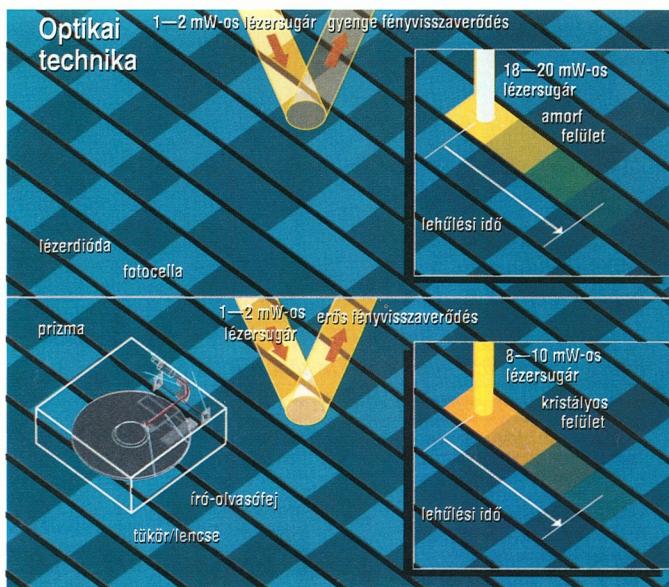 Optikai
technika
1—2 mW-os lézersugár
gyenge fényvisszaverődés
18—20 mW-os
lézersugár
amorf
felület
lehűlési idő
lézerdióda
fotocella
prizma
1—2 mW-os
lézersugár
erős fényvisszaverődés
8—10 mW-os
lézersugár
kristályos
felület
lehűlési idő
író-olvasófej
tükör/lencse